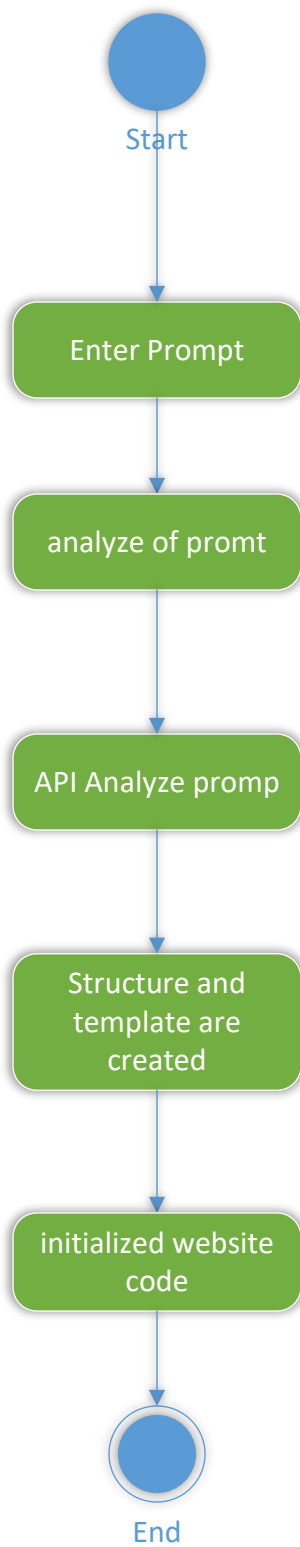 Start
Enter Prompt
analyze of promt
API Analyze promp
Structure and
template are
created
initialized website
code
End